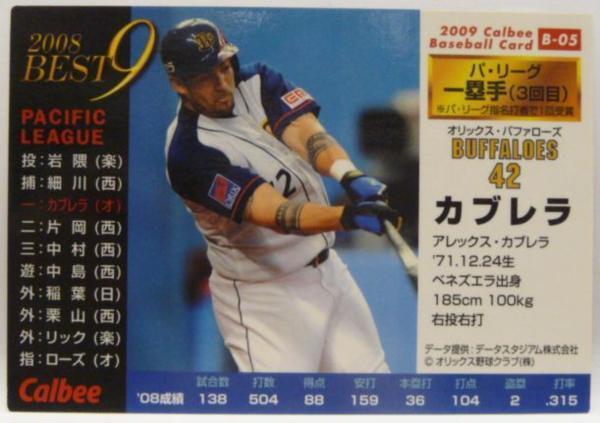 2008
BEST 9
PACIFIC
LEAGUE
投:岩隈(楽)
捕:細川(西)
一:カブレラ(オ)
二:片岡(西)
三:中村(西)
遊:中島(西)
外:稲葉(日)
外:栗山(西)
外:リック(楽)
指:ローズ(オ)
Calbee
2009 Calbee
Baseball Card
B-05
パ・リーグ
一塁手(3回目)
※パ・リーグ指名打者で1回受賞
オリックス・バファローズ
BUFFALOES
42
カブレラ
アレックス・カブレラ
'71.12.24生
ベネズエラ出身
185cm 100kg
右投右打
データ提供:データスタジアム株式会社
© オリックス野球クラブ(株)
試合数 打数 得点 安打 本塁打 打点 盗塁 打率
'08成績 138 504 88 159 36 104 2 .315